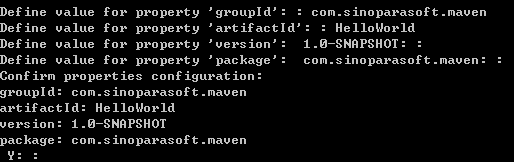 Define value for property 'groupId': : com.sinoparasoft.maven
Define value for property 'artifactId': : HelloWorld
Define value for property 'version':  1.0-SNAPSHOT: :
Define value for property 'package':  com.sinoparasoft.maven: :
Confirm properties configuration:
groupId: com.sinoparasoft.maven
artifactId: HelloWorld
version: 1.0-SNAPSHOT
package: com.sinoparasoft.maven
 Y: :